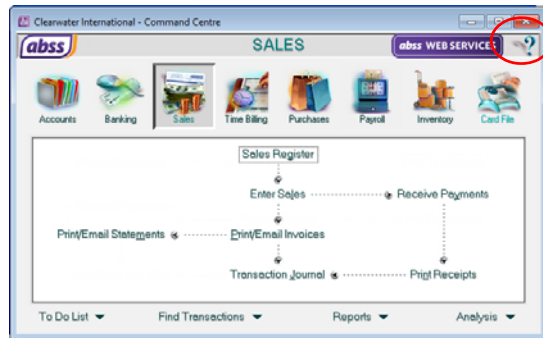 Clearwater International - Command Centre
abss SALES abss WEB SERVICES ?
Accounts Banking Sales Time Billing Purchases Payroll Inventory Card File
Sales Register
Enter Sales Receive Payments
Print/Email Statements Print/Email Invoices
Transaction Journal Print Receipts
To Do List Find Transactions Reports Analysis